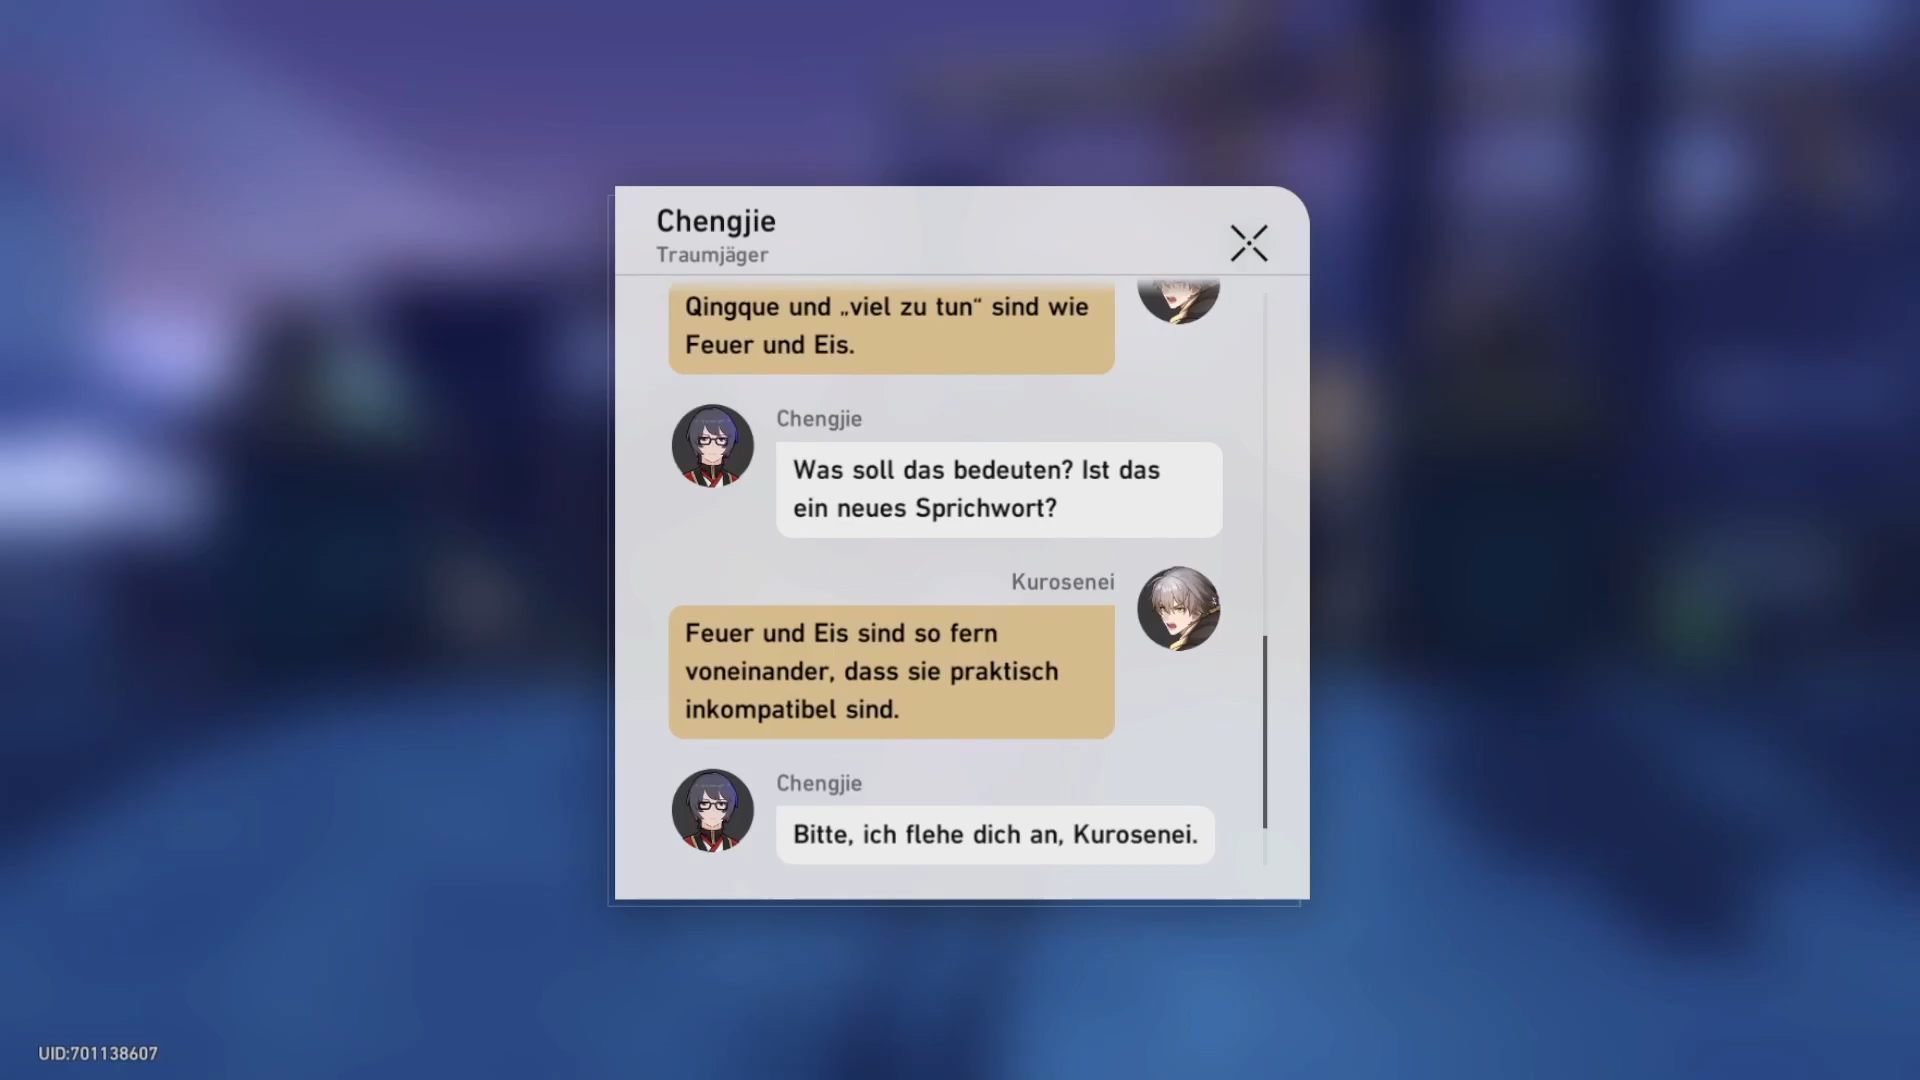 Chengjie
Traumjäger
Qingque und „viel zu tun“ sind wie
Feuer und Eis.
Chengjie
Was soll das bedeuten? Ist das
ein neues Sprichwort?
Kurosenei
Feuer und Eis sind so fern
voneinander, dass sie praktisch
inkompatibel sind.
Chengjie
Bitte, ich flehe dich an, Kurosenei.
UID:701138607